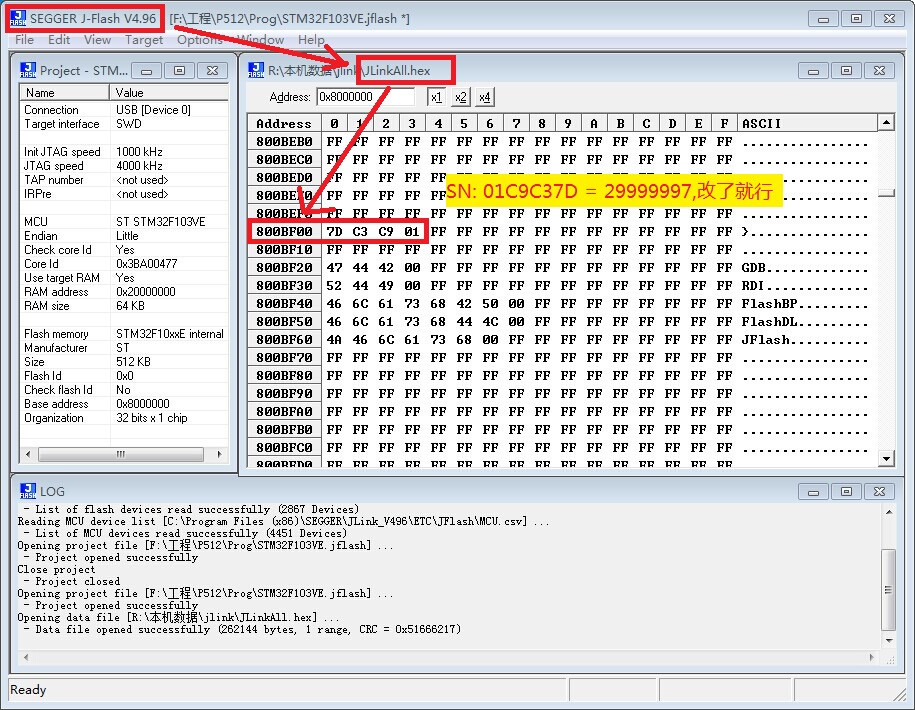 SEGGER J-Flash V4.96 - [F:\工程\P512\Prog\STM32F103VE.jflash *]
File Edit View Target Options Window Help
Project - STM...
Name Value
Connection USB [Device 0]
Target interface SWD
Init JTAG speed 1000 kHz
JTAG speed 4000 kHz
TAP number <not used>
IRPre <not used>
MCU ST STM32F103VE
Endian Little
Check core Id Yes
Core Id 0x3BA00477
Use target RAM Yes
RAM address 0x20000000
RAM size 64 KB
Flash memory STM32F10xxE internal
Manufacturer ST
Size 512 KB
Flash Id 0x0
Check flash Id No
Base address 0x8000000
Organization 32 bits x 1 chip
R:\本机数据\jlink\JLinkAll.hex
Address: 0x8000000 x1 x2 x4
Address 0 1 2 3 4 5 6 7 8 9 A B C D E F ASCII
800BEB0 FF FF FF FF FF FF FF FF FF FF FF FF FF FF FF FF ................
800BEC0 FF FF FF FF FF FF FF FF FF FF FF FF FF FF FF FF ................
800BED0 FF FF FF FF FF FF FF FF FF FF FF FF FF FF FF FF ................
800BEE0 FF FF FF FF FF
SN: 01C9C37D = 29999997,改了就行
800BEF0 FF FF FF FF FF FF FF FF FF FF FF FF FF FF FF ................
800BF00 7D C3 C9 01 FF FF FF FF FF FF FF FF FF FF FF FF }...............
800BF10 FF FF FF FF FF FF FF FF FF FF FF FF FF FF FF FF ................
800BF20 47 44 42 00 FF FF FF FF FF FF FF FF FF FF FF FF GDB.............
800BF30 52 44 49 00 FF FF FF FF FF FF FF FF FF FF FF FF RDI.............
800BF40 46 6C 61 73 68 42 50 00 FF FF FF FF FF FF FF FF FlashBP.........
800BF50 46 6C 61 73 68 44 4C 00 FF FF FF FF FF FF FF FF FlashDL.........
800BF60 4A 46 6C 61 73 68 00 FF FF FF FF FF FF FF FF FF JFlash..........
800BF70 FF FF FF FF FF FF FF FF FF FF FF FF FF FF FF FF ................
800BF80 FF FF FF FF FF FF FF FF FF FF FF FF FF FF FF FF ................
800BF90 FF FF FF FF FF FF FF FF FF FF FF FF FF FF FF FF ................
800BFA0 FF FF FF FF FF FF FF FF FF FF FF FF FF FF FF FF ................
800BFB0 FF FF FF FF FF FF FF FF FF FF FF FF FF FF FF FF ................
800BFC0 FF FF FF FF FF FF FF FF FF FF FF FF FF FF FF FF ................
800BFD0 FF FF FF FF FF FF FF FF FF FF FF FF FF FF FF FF ................
LOG
- List of flash devices read successfully (2867 Devices)
Reading MCU device list [C:\Program Files (x86)\SEGGER\JLink_V496\ETC\JFlash\MCU.csv] ...
- List of MCU devices read successfully (4451 Devices)
Opening project file [F:\工程\P512\Prog\STM32F103VE.jflash] ...
- Project opened successfully
Close project
- Project closed
Opening project file [F:\工程\P512\Prog\STM32F103VE.jflash] ...
- Project opened successfully
Opening data file [R:\本机数据\jlink\JLinkAll.hex] ...
- Data file opened successfully (262144 bytes, 1 range, CRC = 0x51666217)
Ready